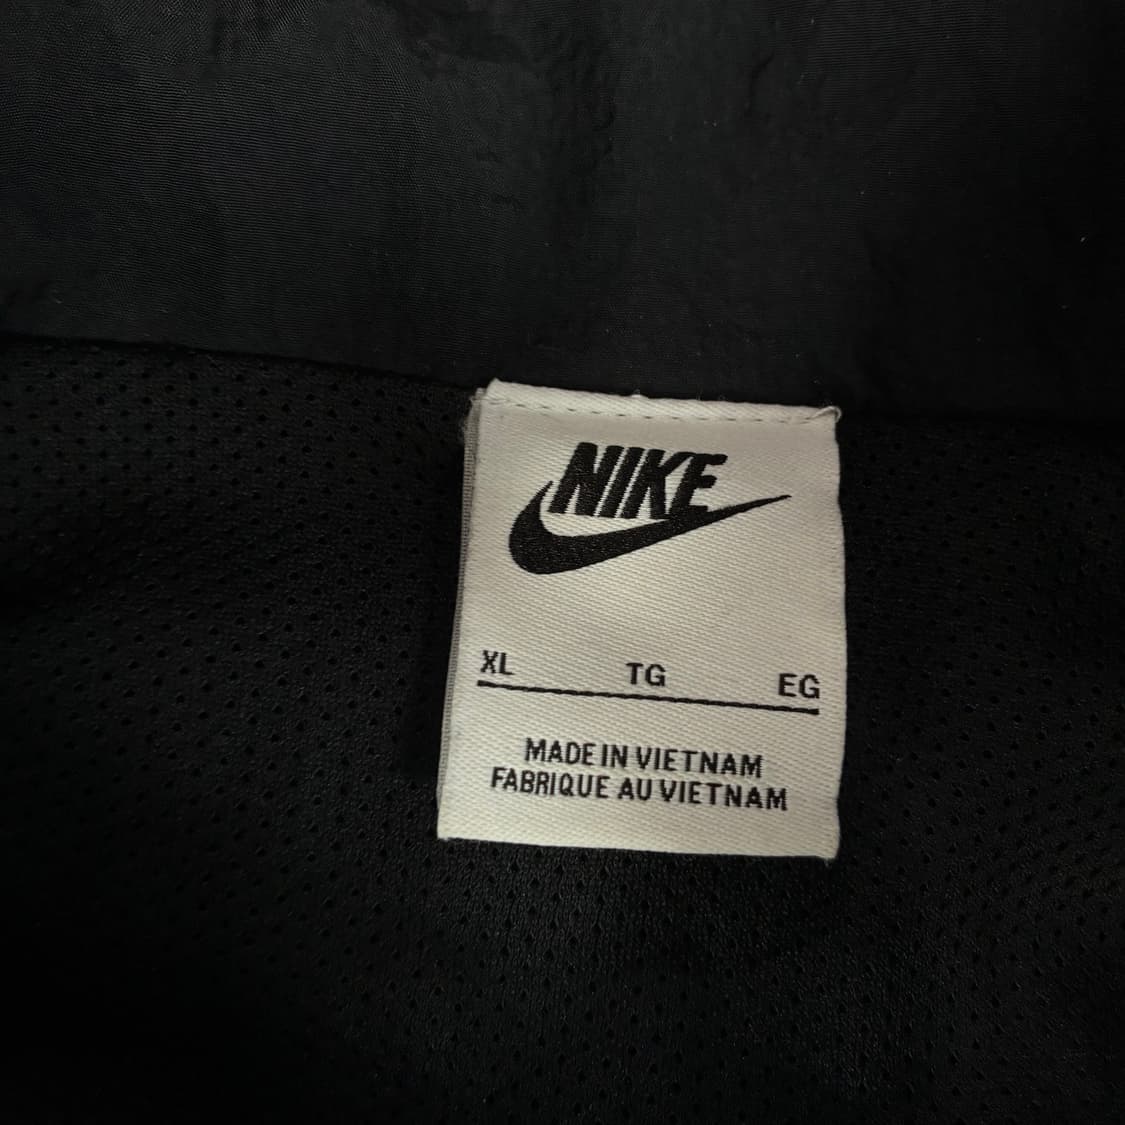 NIKE
XL TG EG
MADE IN VIETNAM
FABRIQUE AU VIETNAM